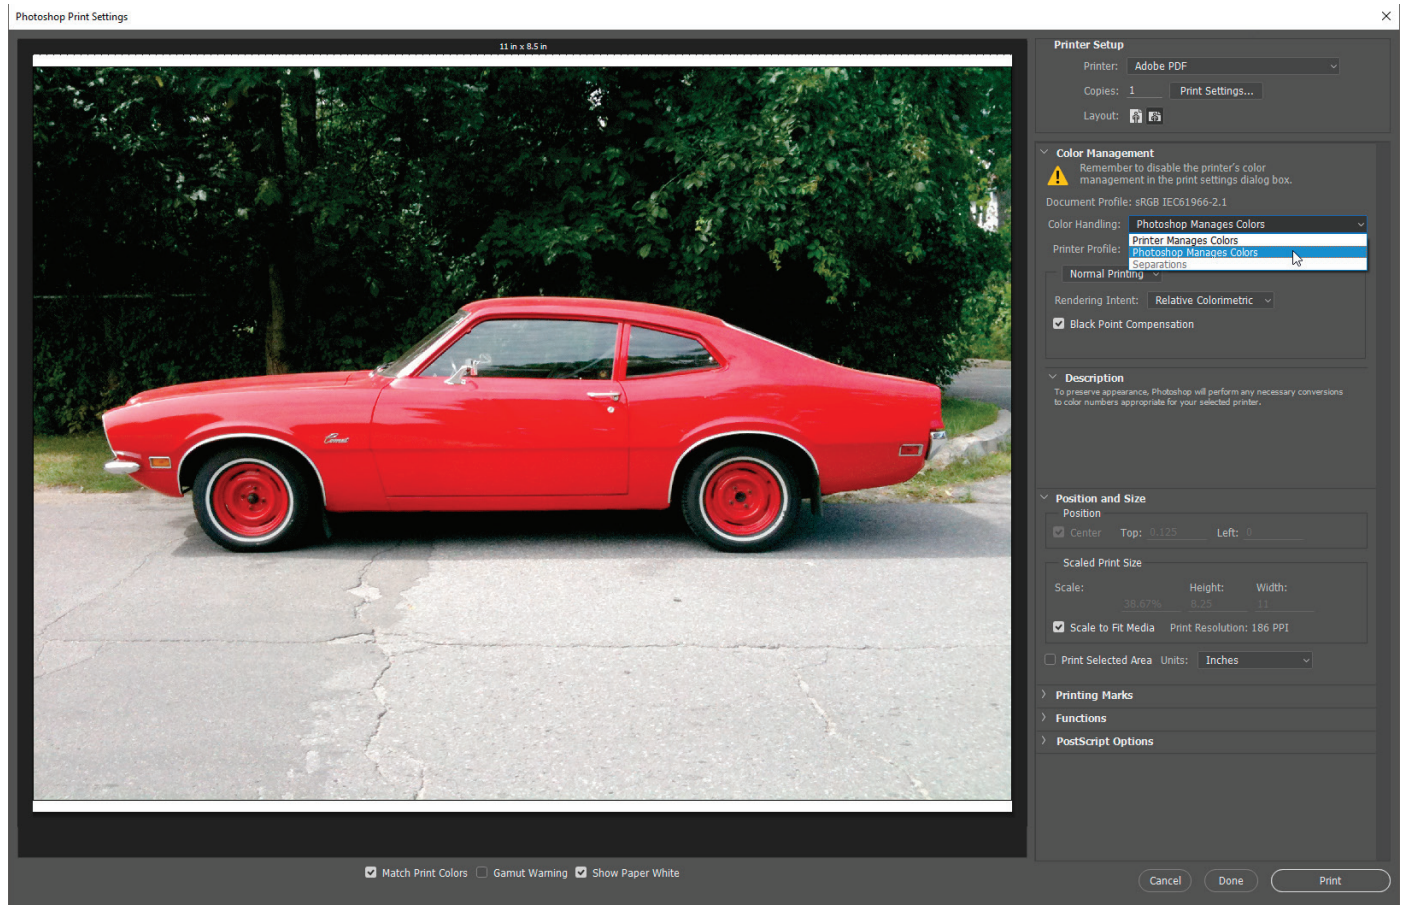 Photoshop Print Settings
11 in x 8.5 in
Comet
Match Print Colors Gamut Warning Show Paper White
Printer Setup
Printer: Adobe PDF
Copies: 1 Print Settings...
Layout:
Color Management
Remember to disable the printer's color
management in the print settings dialog box.
Document Profile: sRGB IEC61966-2.1
Color Handling: Photoshop Manages Colors
Printer Manages Colors
Printer Profile: Photoshop Manages Colors
Separations
Normal Printing
Rendering Intent: Relative Colorimetric
Black Point Compensation
Description
To preserve appearance, Photoshop will perform any necessary conversions
to color numbers appropriate for your selected printer.
Position and Size
Position
Center Top: 0.125 Left: 0
Scaled Print Size
Scale: Height: Width:
38.67% 8.25 11
Scale to Fit Media Print Resolution: 186 PPI
Print Selected Area Units: Inches
Printing Marks
Functions
PostScript Options
Cancel Done Print